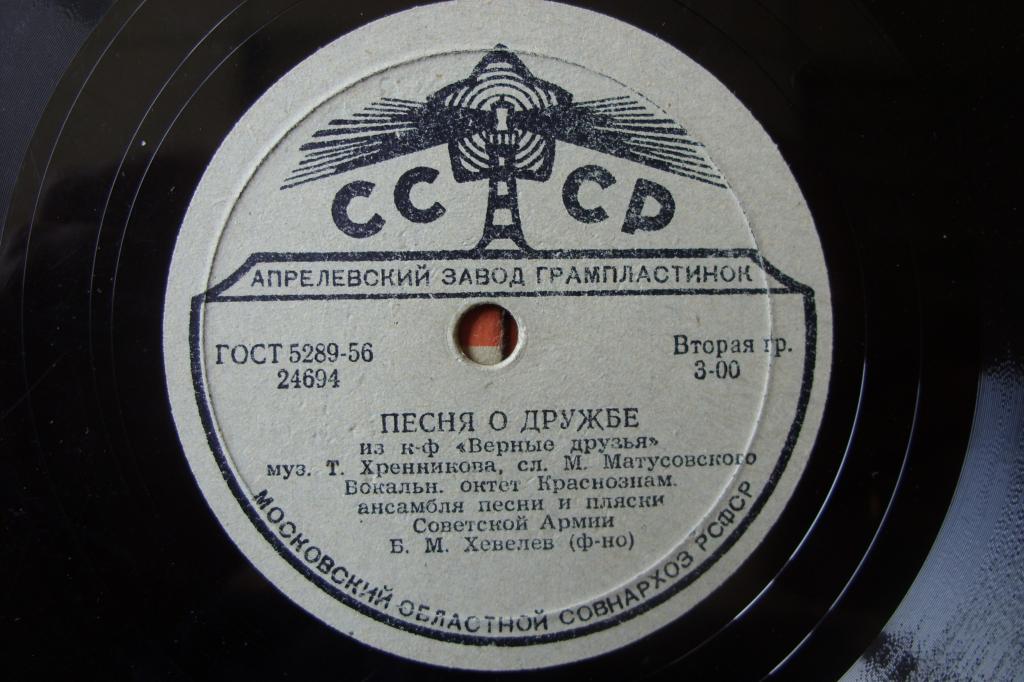 СССР
АПРЕЛЕВСКИЙ ЗАВОД ГРАМПЛАСТИНОК
ГОСТ 5289-56
24694
Вторая гр.
3-00
ПЕСНЯ О ДРУЖБЕ
из к-ф «Верные друзья»
муз. Т. Хренникова, сл. М. Матусовского
Вокальн. октет Краснознам.
ансамбля песни и пляски
Советской Армии
Б. М. Хевелев (ф-но)
МОСКОВСКИЙ ОБЛАСТНОЙ СОВНАРХОЗ РСФСР